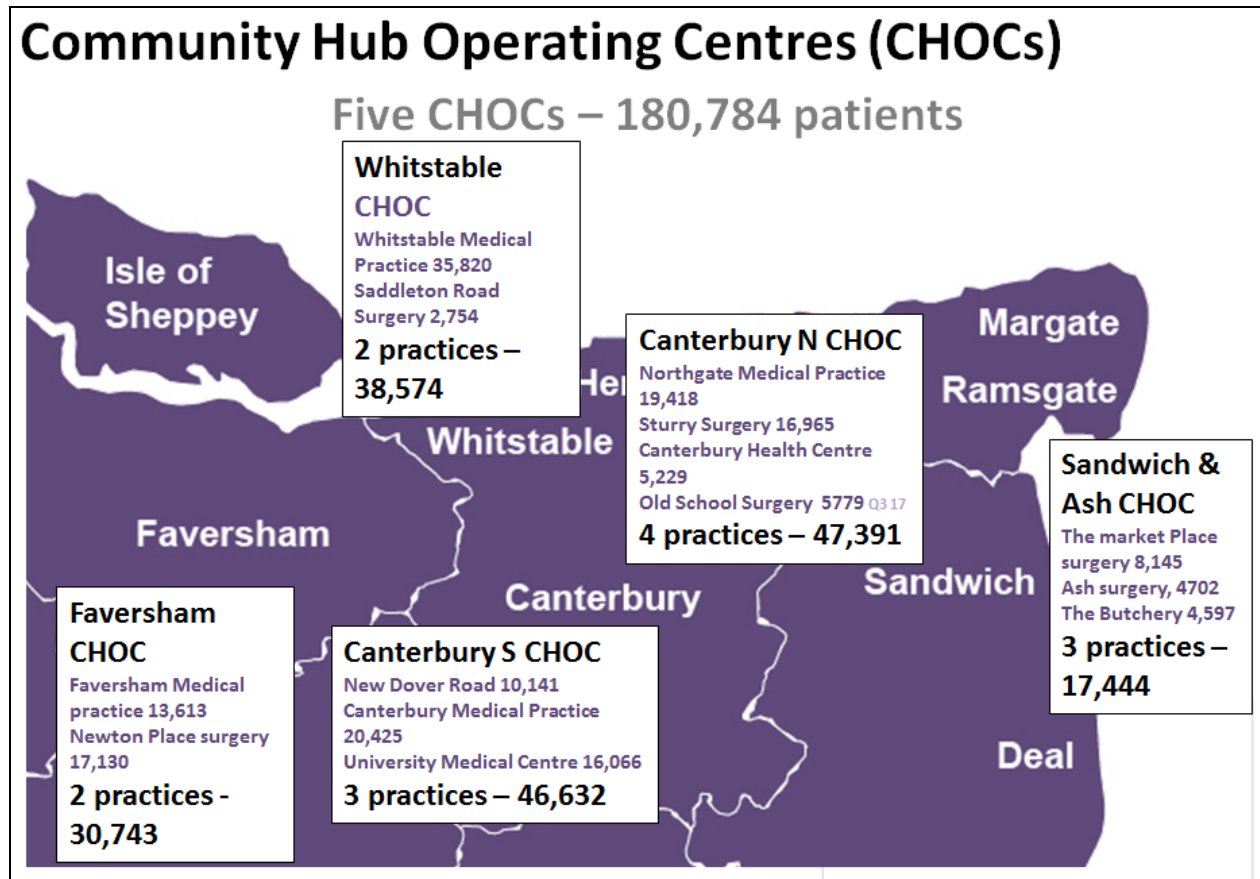 Community Hub Operating Centres (CHOCs)
Five CHOCs – 180,784 patients
Whitstable
CHOC
Whitstable Medical
Practice 35,820
Saddleton Road
Surgery 2,754
2 practices –
38,574
Isle of
Sheppey
Her
Whitstable
Canterbury N CHOC
Northgate Medical Practice
19,418
Sturry Surgery 16,965
Canterbury Health Centre
5,229
Old School Surgery 5779 Q3 17
4 practices – 47,391
Margate
Ramsgate
Sandwich &
Ash CHOC
The market Place
surgery 8,145
Ash surgery, 4702
The Butchery 4,597
3 practices –
17,444
Faversham
Canterbury
Sandwich
Faversham
CHOC
Faversham Medical
practice 13,613
Newton Place surgery
17,130
2 practices -
30,743
Canterbury S CHOC
New Dover Road 10,141
Canterbury Medical Practice
20,425
University Medical Centre 16,066
3 practices – 46,632
Deal